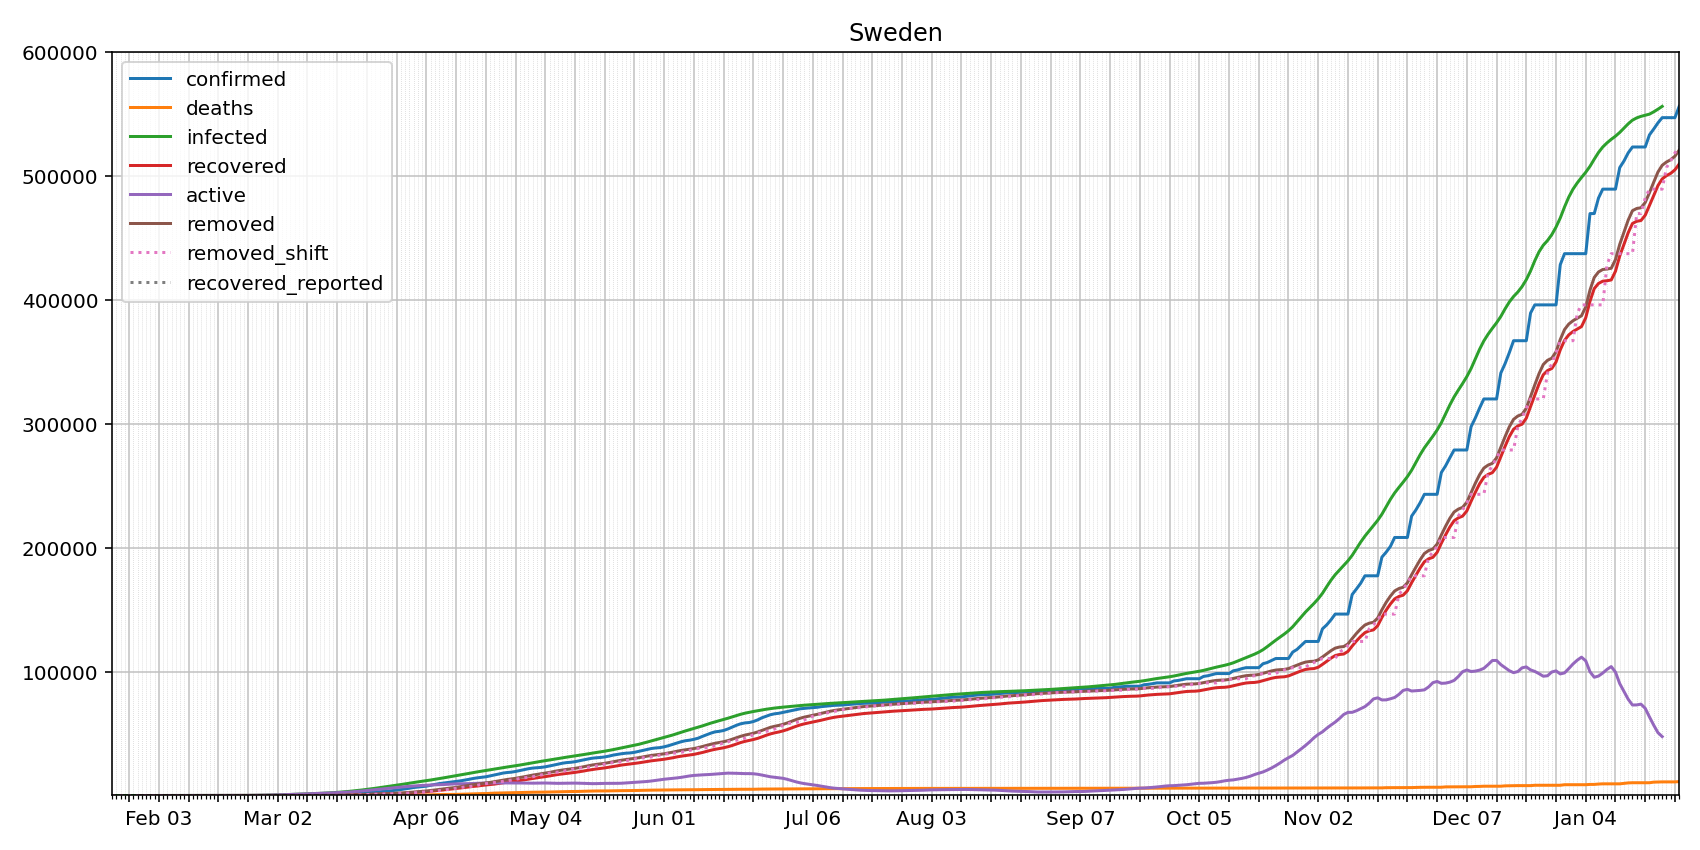 Sweden
600000
500000
400000
300000
200000
100000
confirmed
deaths
infected
recovered
active
removed
removed_shift
recovered_reported
Feb 03
Mar 02
Apr 06
May 04
Jun 01
Jul 06
Aug 03
Sep 07
Oct 05
Nov 02
Dec 07
Jan 04